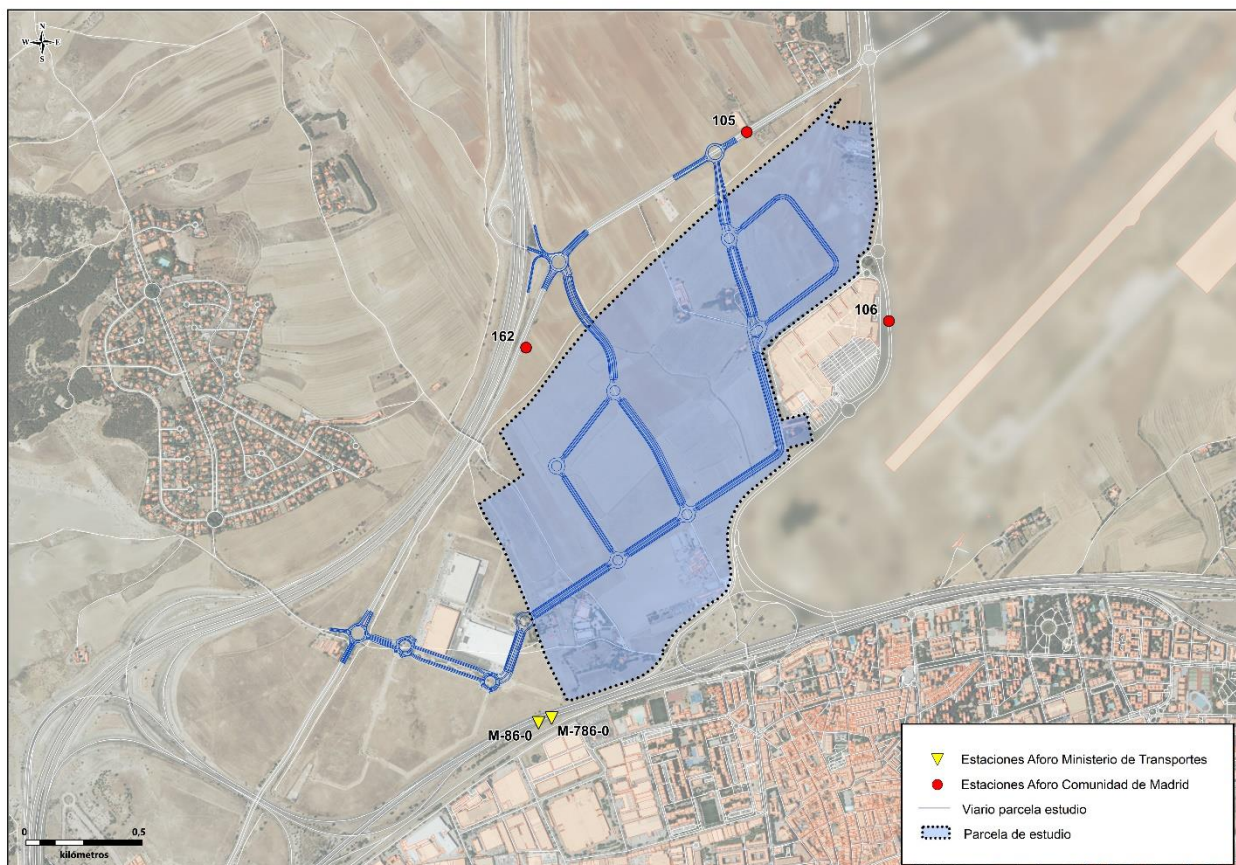 N
W E
S
105
106
162
M-86-0
M-786-0
Estaciones Aforo Ministerio de Transportes
Estaciones Aforo Comunidad de Madrid
Viario parcela estudio
Parcela de estudio
0 0,5
kilómetros